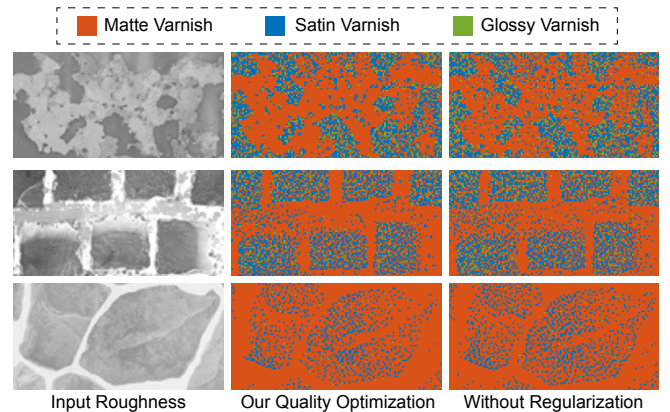 Matte Varnish Satin Varnish Glossy Varnish
Input Roughness Our Quality Optimization Without Regularization